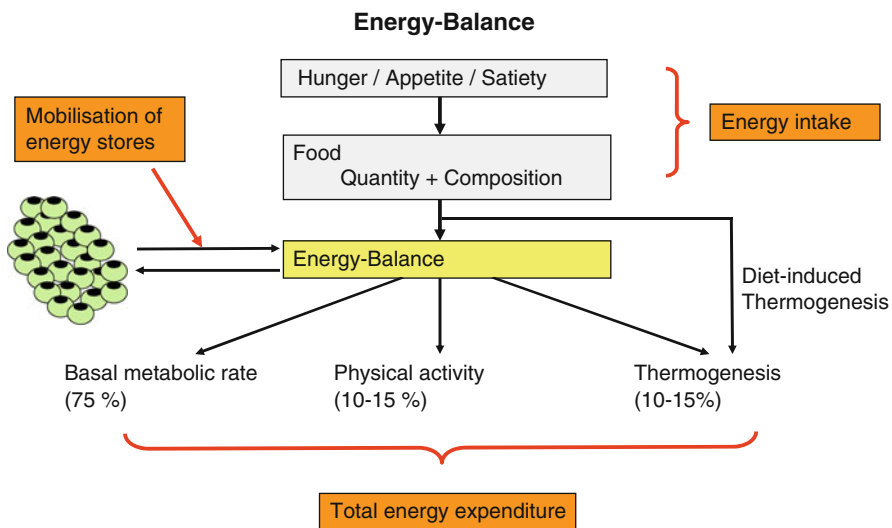 Energy-Balance
Hunger / Appetite / Satiety
Mobilisation of
energy stores
Energy intake
Food
Quantity + Composition
Energy-Balance
Diet-induced
Thermogenesis
Basal metabolic rate
(75 %)
Physical activity
(10-15 %)
Thermogenesis
(10-15%)
Total energy expenditure